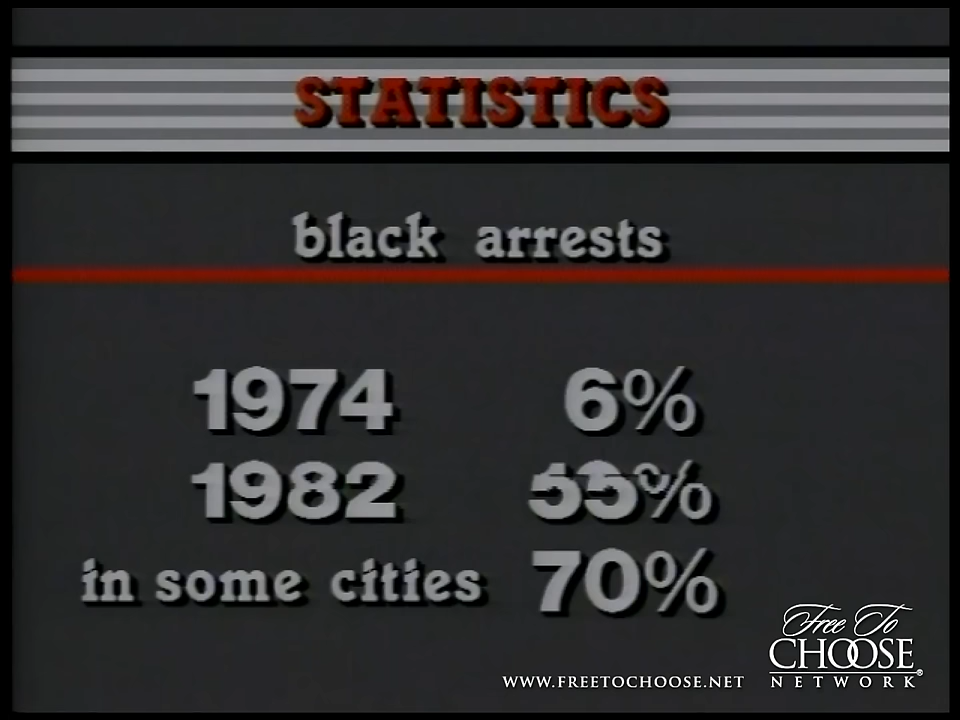 STATISTICS
black arrests
1974 6%
1982 55%
in some cities 70%
Free To
CHOOSE
WWW.FREETOCHOOSE.NET
NETWORK®